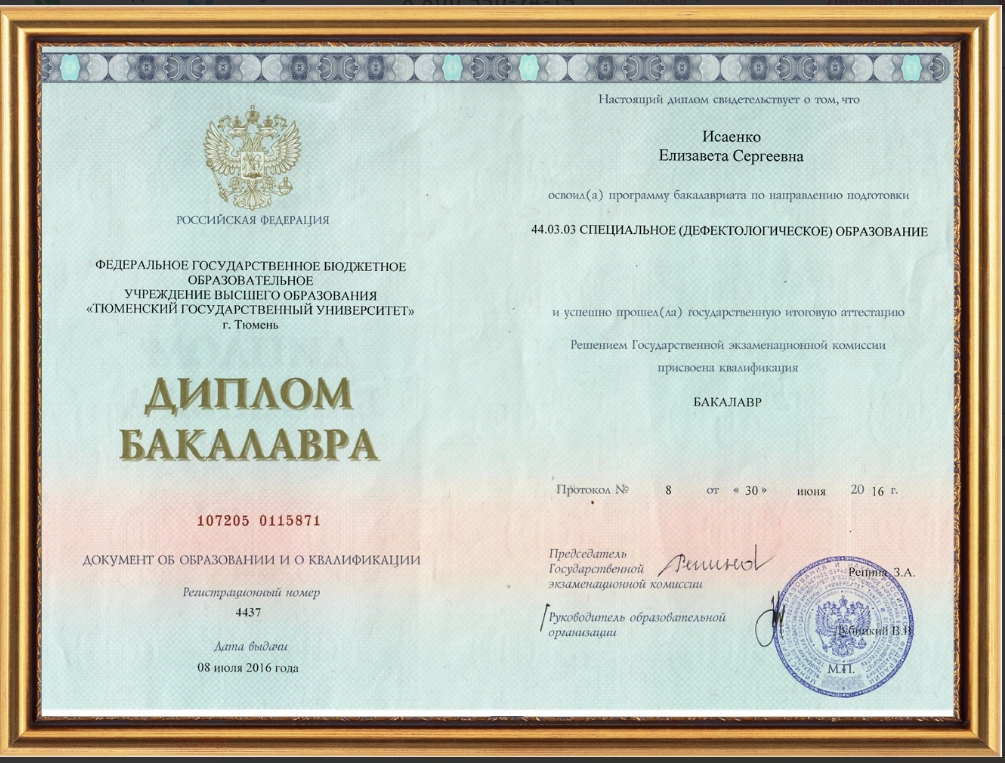 РОССИЙСКАЯ ФЕДЕРАЦИЯ
ФЕДЕРАЛЬНОЕ ГОСУДАРСТВЕННОЕ БЮДЖЕТНОЕ
ОБРАЗОВАТЕЛЬНОЕ
УЧРЕЖДЕНИЕ ВЫСШЕГО ОБРАЗОВАНИЯ
«ТЮМЕНСКИЙ ГОСУДАРСТВЕННЫЙ УНИВЕРСИТЕТ»
г. Тюмень
ДИПЛОМ
БАКАЛАВРА
107205 0115871
ДОКУМЕНТ ОБ ОБРАЗОВАНИИ И О КВАЛИФИКАЦИИ
Регистрационный номер
4437
Дата выдачи
08 июля 2016 года
Настоящий диплом свидетельствует о том, что
Исаенко
Елизавета Сергеевна
освоил(а) программу бакалавриата по направлению подготовки
44.03.03 СПЕЦИАЛЬНОЕ (ДЕФЕКТОЛОГИЧЕСКОЕ) ОБРАЗОВАНИЕ
и успешно прошел(ла) государственную итоговую аттестацию
Решением Государственной экзаменационной комиссии
присвоена квалификация
БАКАЛАВР
Протокол № 8 от « 30 » июня 20 16 г.
Председатель
Государственной
экзаменационной комиссии
Репина З.А.
Руководитель образовательной
организации
М.П.